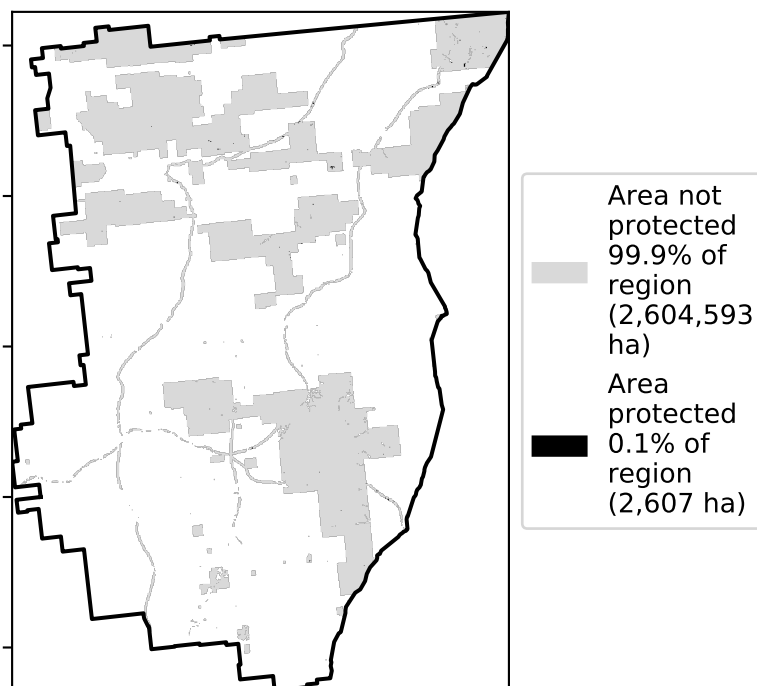 Area not
protected
99.9% of
region
(2,604,593
ha)
Area
protected
0.1% of
region
(2,607 ha)